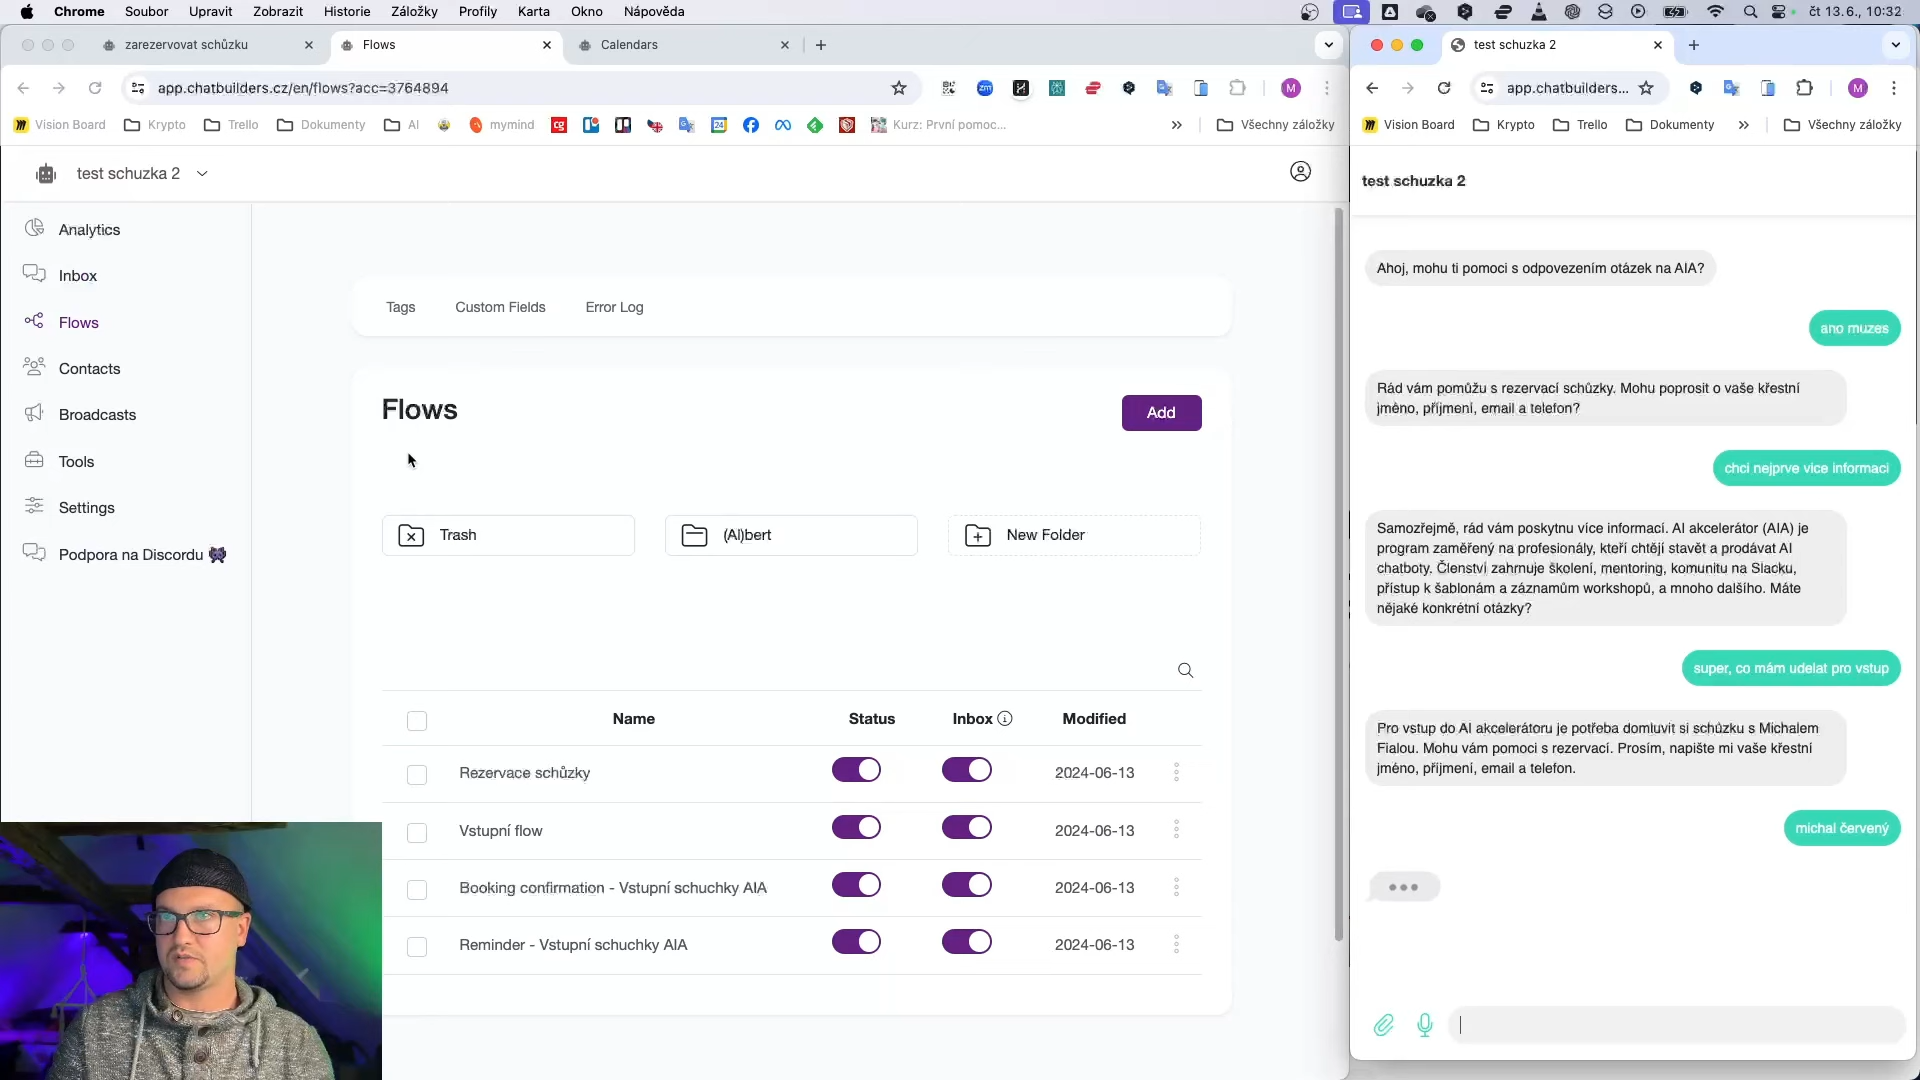 Chrome Soubor Upravit Zobrazit Historie Záložky Profily Karta Okno Nápověda
čt 13.6., 10:32
zarezervovat schůzku
Flows
Calendars
app.chatbuilders.cz/en/flows?acc=3764894
Vision Board Krypto Trello Dokumenty AI mymind Kurz: První pomoc... Všechny záložky
test schuzka 2
Analytics
Inbox
Flows
Contacts
Broadcasts
Tools
Settings
Podpora na Discordu
Tags Custom Fields Error Log
Flows
Add
Trash
(AI)bert
New Folder
Name Status Inbox Modified
Rezervace schůzky 2024-06-13
Vstupní flow 2024-06-13
Booking confirmation - Vstupní schuchky AIA 2024-06-13
Reminder - Vstupní schuchky AIA 2024-06-13
test schuzka 2
app.chatbuilders...
Vision Board Krypto Trello Dokumenty Všechny záložky
test schuzka 2
Ahoj, mohu ti pomoci s odpovezením otázek na AIA?
ano muzes
Rád vám pomůžu s rezervací schůzky. Mohu poprosit o vaše křestní
jméno, příjmení, email a telefon?
chci nejprve vice informaci
Samozřejmě, rád vám poskytnu více informací. AI akcelerátor (AIA) je
program zaměřený na profesionály, kteří chtějí stavět a prodávat AI
chatboty. Členství zahrnuje školení, mentoring, komunitu na Slacku,
přístup k šablonám a záznamům workshopů, a mnoho dalšího. Máte
nějaké konkrétní otázky?
super, co mám udelat pro vstup
Pro vstup do AI akcelerátoru je potřeba domluvit si schůzku s Michalem
Fialou. Mohu vám pomoci s rezervací. Prosím, napište mi vaše křestní
jméno, příjmení, email a telefon.
michal červený